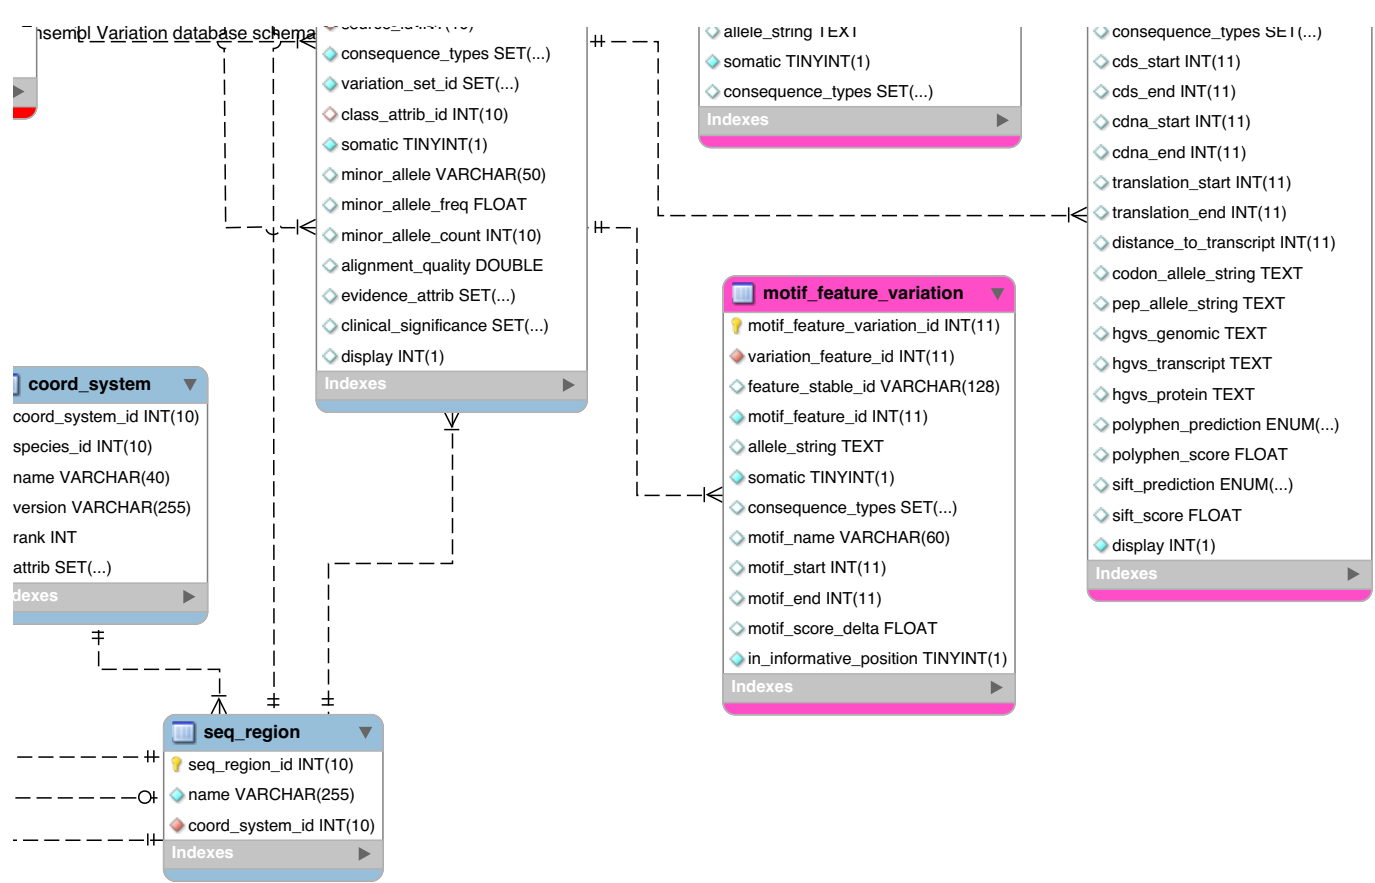 Variation database schema
consequence_types SET(...)
variation_set_id SET(...)
class_attrib_id INT(10)
somatic TINYINT(1)
minor_allele VARCHAR(50)
minor_allele_freq FLOAT
minor_allele_count INT(10)
alignment_quality DOUBLE
evidence_attrib SET(...)
clinical_significance SET(...)
display INT(1)
Indexes
allele_string TEXT
somatic TINYINT(1)
consequence_types SET(...)
Indexes
consequence_types SET(...)
cds_start INT(11)
cds_end INT(11)
cdna_start INT(11)
cdna_end INT(11)
translation_start INT(11)
translation_end INT(11)
distance_to_transcript INT(11)
codon_allele_string TEXT
pep_allele_string TEXT
hgvs_genomic TEXT
hgvs_transcript TEXT
hgvs_protein TEXT
polyphen_prediction ENUM(...)
polyphen_score FLOAT
sift_prediction ENUM(...)
sift_score FLOAT
display INT(1)
Indexes
motif_feature_variation
motif_feature_variation_id INT(11)
variation_feature_id INT(11)
feature_stable_id VARCHAR(128)
motif_feature_id INT(11)
allele_string TEXT
somatic TINYINT(1)
consequence_types SET(...)
motif_name VARCHAR(60)
motif_start INT(11)
motif_end INT(11)
motif_score_delta FLOAT
in_informative_position TINYINT(1)
Indexes
coord_system
coord_system_id INT(10)
species_id INT(10)
name VARCHAR(40)
version VARCHAR(255)
rank INT
attrib SET(...)
dexes
seq_region
seq_region_id INT(10)
name VARCHAR(255)
coord_system_id INT(10)
Indexes